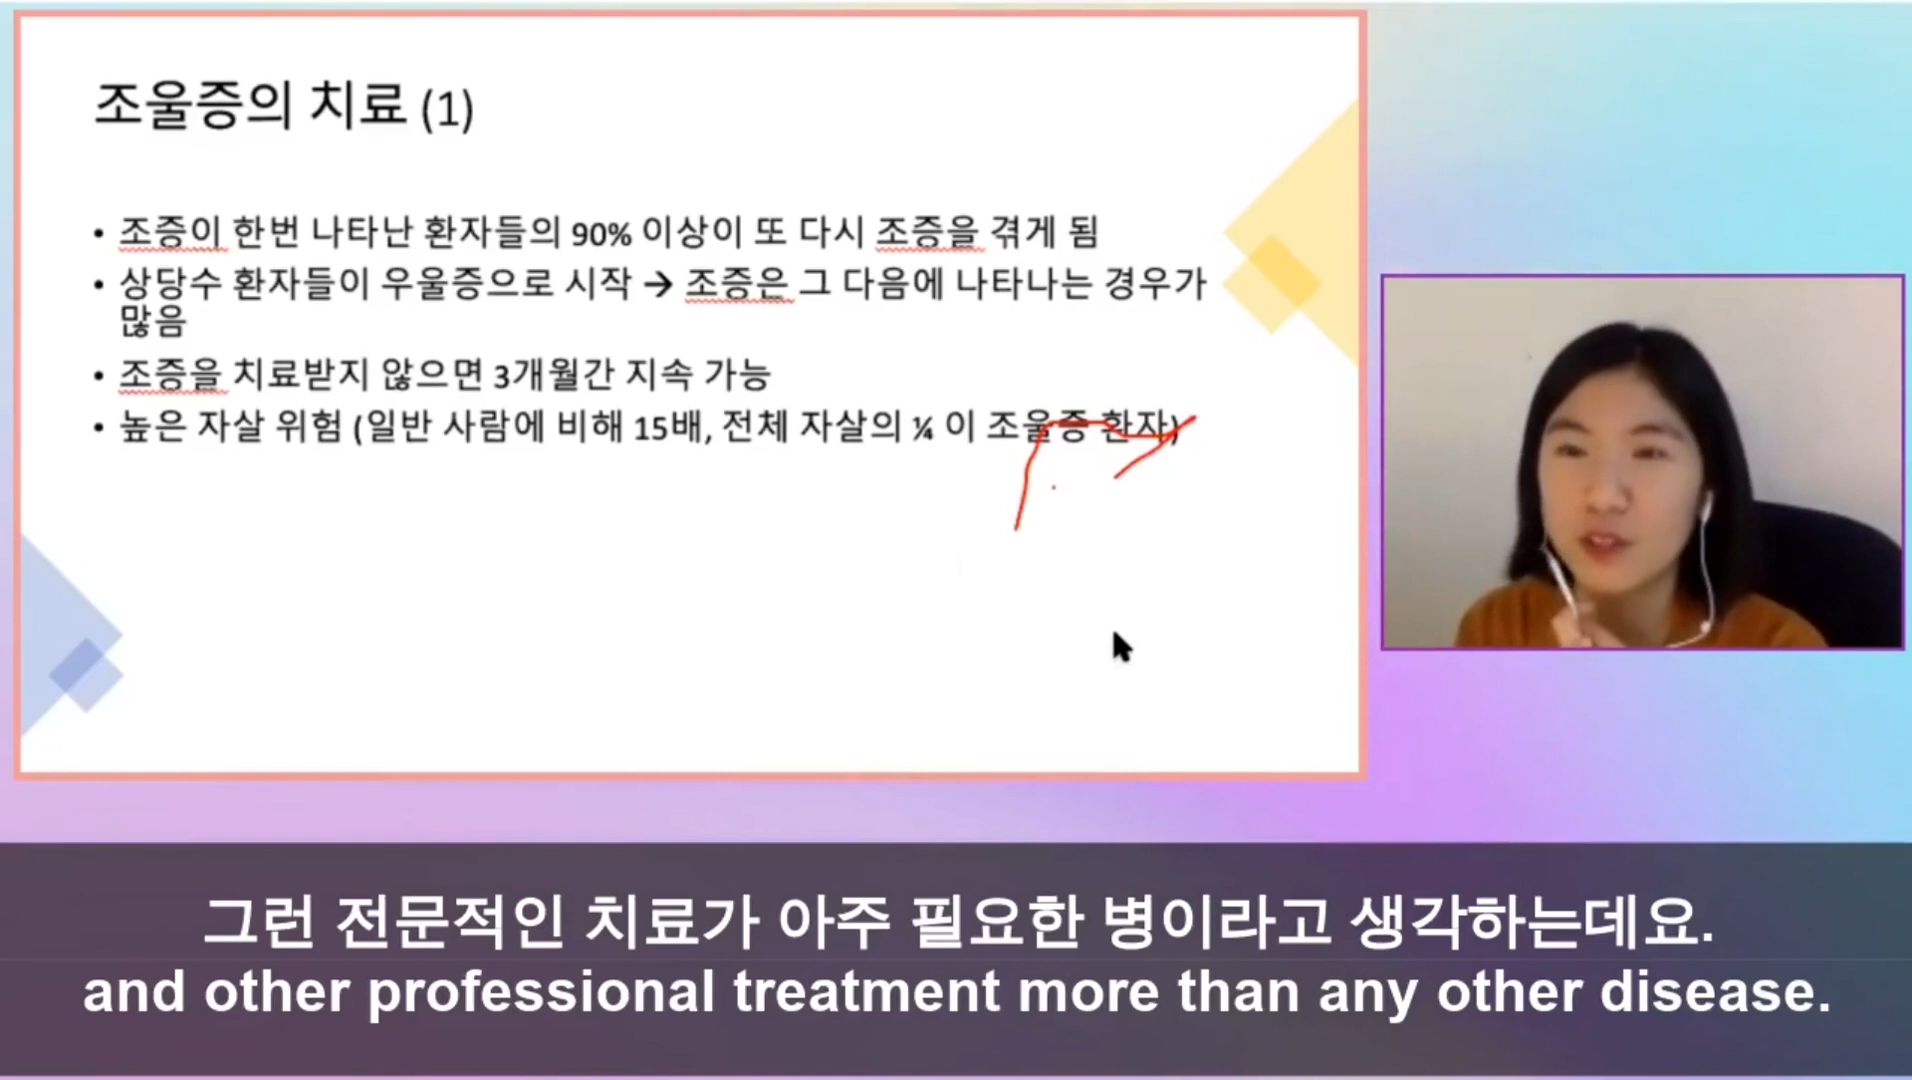 조울증의 치료 (1)
• 조증이 한번 나타난 환자들의 90% 이상이 또 다시 조증을 겪게 됨
• 상당수 환자들이 우울증으로 시작 → 조증은 그 다음에 나타나는 경우가
많음
• 조증을 치료받지 않으면 3개월간 지속 가능
• 높은 자살 위험 (일반 사람에 비해 15배, 전체 자살의 ¼ 이 조울증 환자)
그런 전문적인 치료가 아주 필요한 병이라고 생각하는데요.
and other professional treatment more than any other disease.